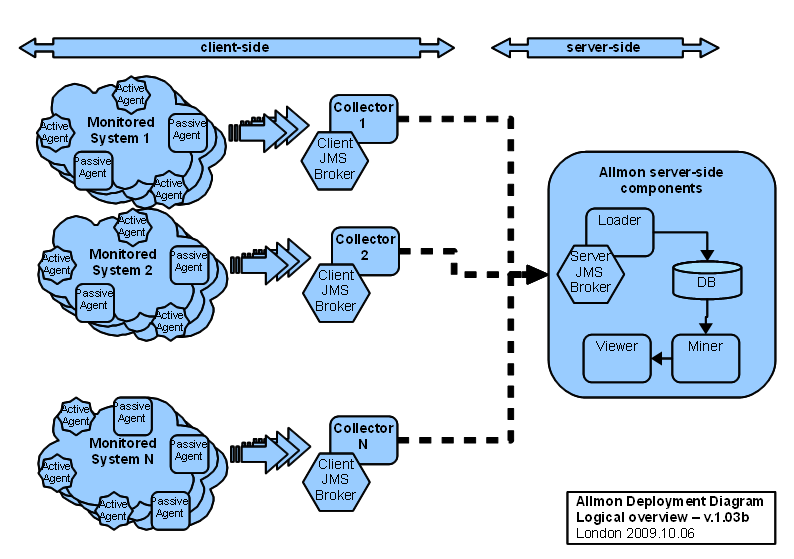 client-side
server-side
Active
Agent
Monitored
System 1
Active
Agent
Passive
Agent
Passive
Agent
Active
Agent
Collector
1
Client
JMS
Broker
Active
Agent
Monitored
System 2
Active
Agent
Passive
Agent
Passive
Agent
Active
Agent
Collector
2
Client
JMS
Broker
Active
Agent
Passive
Agent
Monitored
System N
Passive
Agent
Active
Agent
Active
Agent
Passive
Agent
Collector
N
Client
JMS
Broker
Allmon server-side
components
Loader
Server
JMS
Broker
DB
Viewer
Miner
Allmon Deployment Diagram
Logical overview – v.1.03b
London 2009.10.06